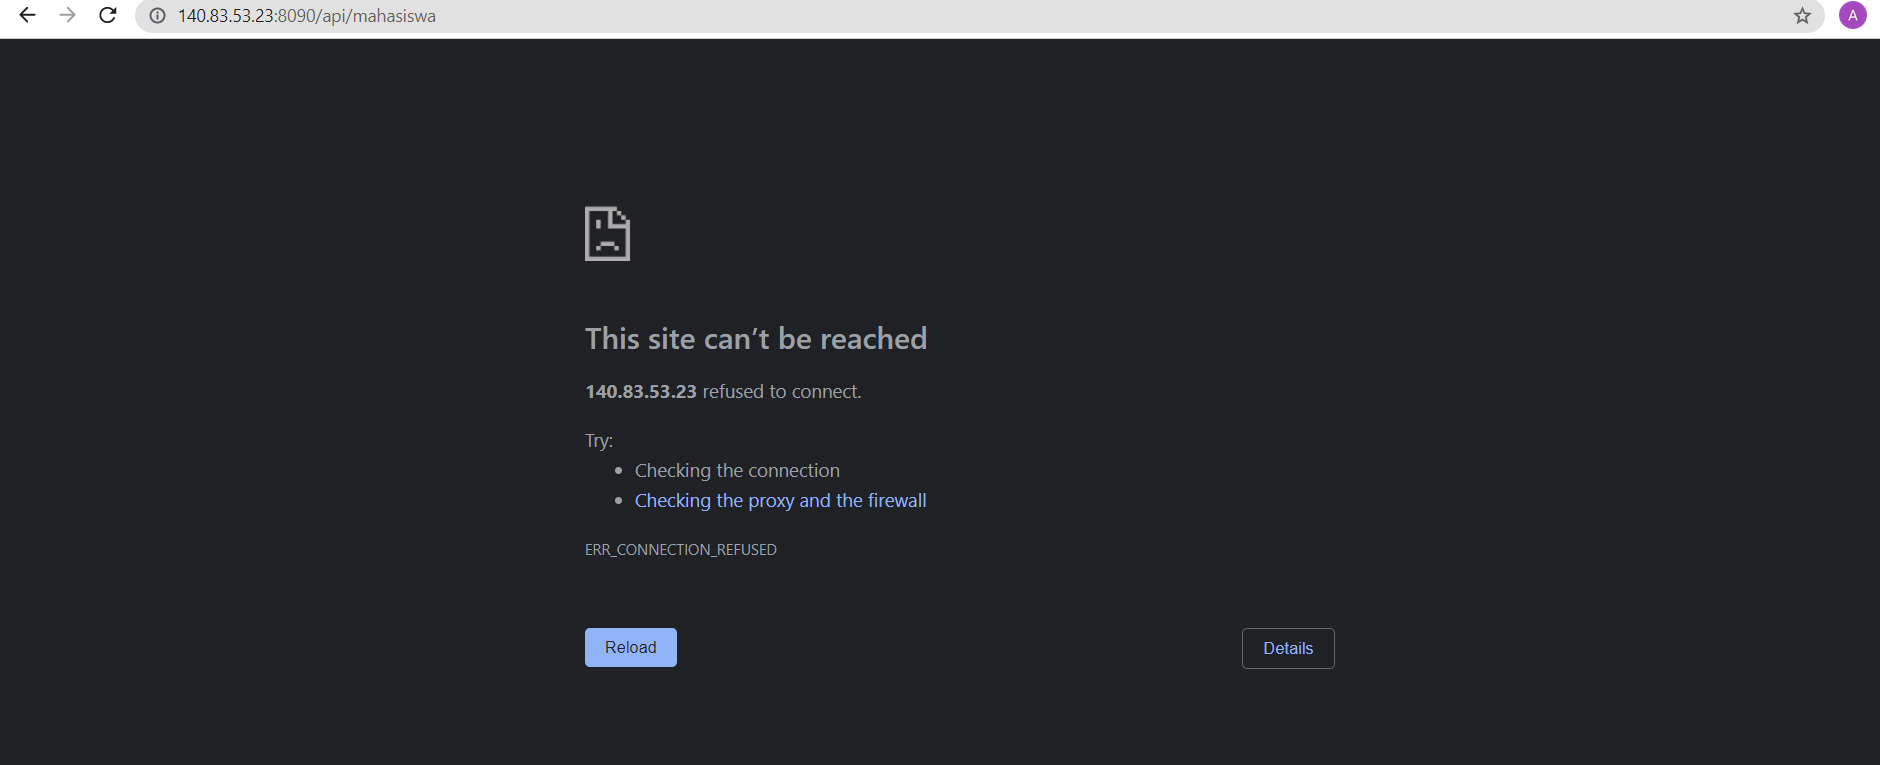 140.83.53.23:8090/api/mahasiswa
A
This site can’t be reached
140.83.53.23 refused to connect.
Try:
Checking the connection
Checking the proxy and the firewall
ERR_CONNECTION_REFUSED
Reload
Details